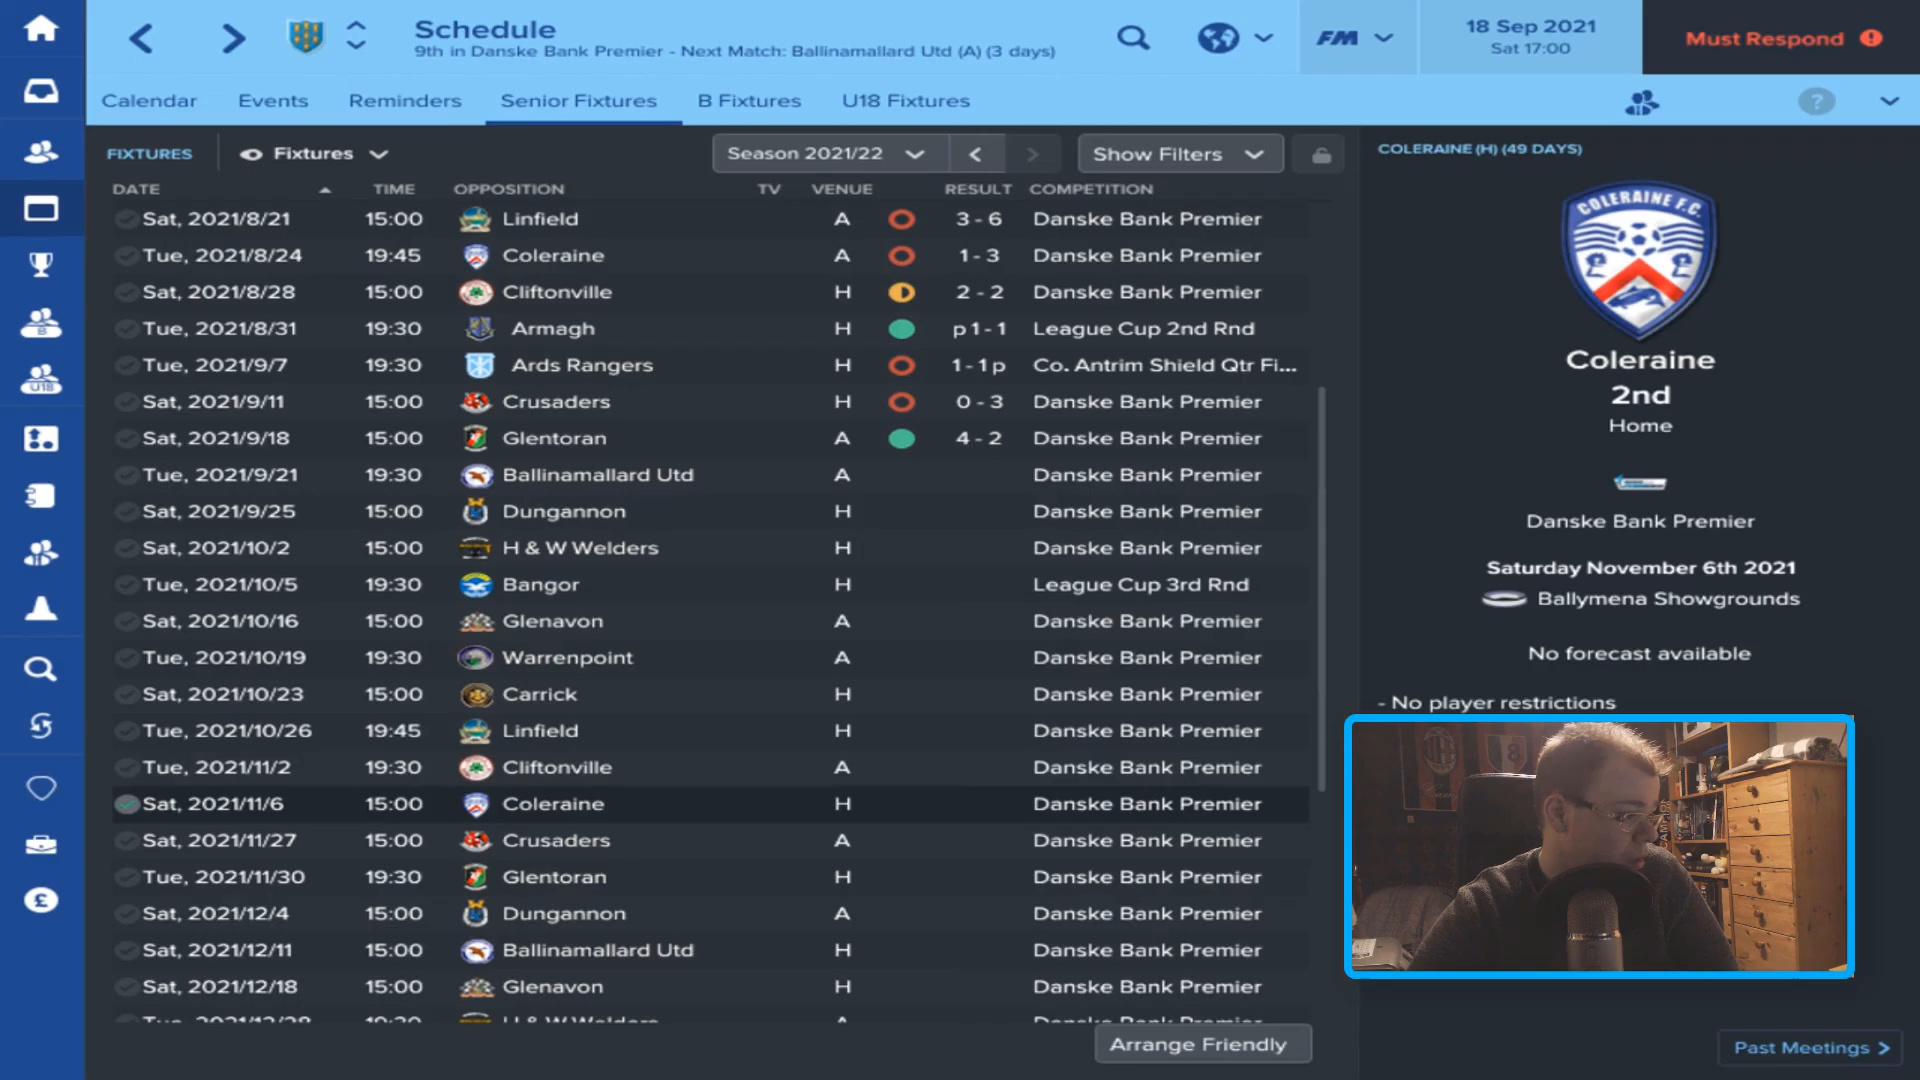 Schedule
9th in Danske Bank Premier - Next Match: Ballinamallard Utd (A) (3 days)
FM
18 Sep 2021
Sat 17:00
Must Respond
Calendar Events Reminders Senior Fixtures B Fixtures U18 Fixtures
FIXTURES Fixtures Season 2021/22 Show Filters
DATE TIME OPPOSITION TV VENUE RESULT COMPETITION
Sat, 2021/8/21 15:00 Linfield A 3 - 6 Danske Bank Premier
Tue, 2021/8/24 19:45 Coleraine A 1 - 3 Danske Bank Premier
Sat, 2021/8/28 15:00 Cliftonville H 2 - 2 Danske Bank Premier
Tue, 2021/8/31 19:30 Armagh H p 1 - 1 League Cup 2nd Rnd
Tue, 2021/9/7 19:30 Ards Rangers H 1 - 1 p Co. Antrim Shield Qtr Fi...
Sat, 2021/9/11 15:00 Crusaders H 0 - 3 Danske Bank Premier
Sat, 2021/9/18 15:00 Glentoran A 4 - 2 Danske Bank Premier
Tue, 2021/9/21 19:30 Ballinamallard Utd A Danske Bank Premier
Sat, 2021/9/25 15:00 Dungannon H Danske Bank Premier
Sat, 2021/10/2 15:00 H & W Welders H Danske Bank Premier
Tue, 2021/10/5 19:30 Bangor H League Cup 3rd Rnd
Sat, 2021/10/16 15:00 Glenavon A Danske Bank Premier
Tue, 2021/10/19 19:30 Warrenpoint A Danske Bank Premier
Sat, 2021/10/23 15:00 Carrick H Danske Bank Premier
Tue, 2021/10/26 19:45 Linfield H Danske Bank Premier
Tue, 2021/11/2 19:30 Cliftonville A Danske Bank Premier
Sat, 2021/11/6 15:00 Coleraine H Danske Bank Premier
Sat, 2021/11/27 15:00 Crusaders A Danske Bank Premier
Tue, 2021/11/30 19:30 Glentoran H Danske Bank Premier
Sat, 2021/12/4 15:00 Dungannon A Danske Bank Premier
Sat, 2021/12/11 15:00 Ballinamallard Utd H Danske Bank Premier
Sat, 2021/12/18 15:00 Glenavon H Danske Bank Premier
Arrange Friendly
COLERAINE (H) (49 DAYS)
COLERAINE F.C.
Coleraine
2nd
Home
Danske Bank Premier
Saturday November 6th 2021
Ballymena Showgrounds
No forecast available
- No player restrictions
Past Meetings >
B
U18